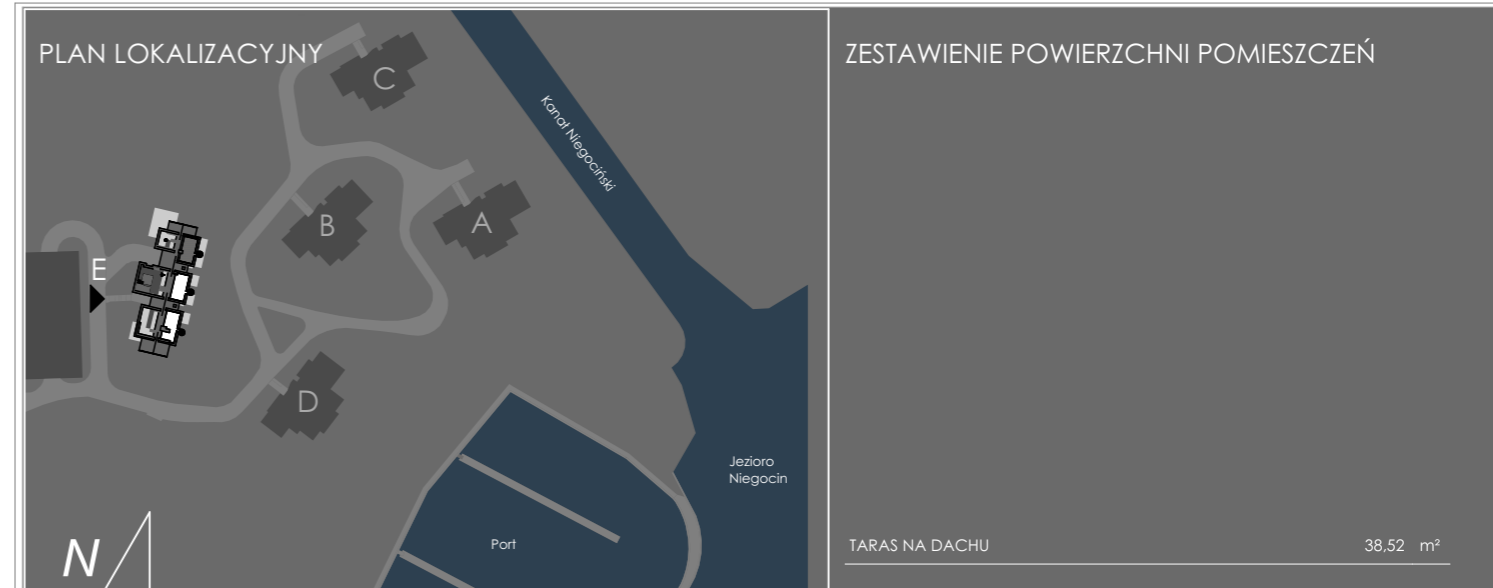 PLAN LOKALIZACYJNY
C
Kanał Niegociński
B
A
E
D
Jezioro
Niegocin
Port
N
ZESTAWIENIE POWIERZCHNI POMIESZCZEŃ
TARAS NA DACHU 38,52 m²